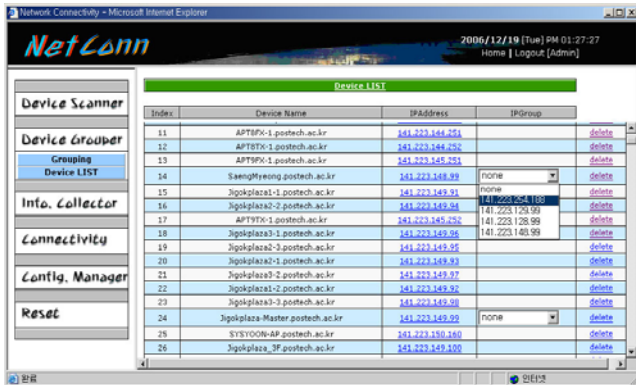 Network Connectivity - Microsoft Internet Explorer
NetConn
2006/12/19 [Tue] PM 01:27:27
Home | Logout [Admin]
Device Scanner
Device Grouper
Grouping
Device LIST
Info. Collector
Connectivity
Config. Manager
Reset
Device LIST
Index Device Name IPAddress IPGroup
11 APT8FX-1.postech.ac.kr 141.223.144.251 delete
12 APT8TX-1.postech.ac.kr 141.223.144.252 delete
13 APT9FX-1.postech.ac.kr 141.223.145.251 delete
14 SaengMyeong.postech.ac.kr 141.223.148.99 none delete
none
141.223.254.188
141.223.129.99
141.223.128.99
141.223.148.99
15 Jigokplaza1-1.postech.ac.kr 141.223.149.91 delete
16 Jigokplaza2-2.postech.ac.kr 141.223.149.94 delete
17 APT9TX-1.postech.ac.kr 141.223.145.252 delete
18 Jigokplaza3-1.postech.ac.kr 141.223.149.96 delete
19 Jigokplaza2-3.postech.ac.kr 141.223.149.95 delete
20 Jigokplaza2-1.postech.ac.kr 141.223.149.93 delete
21 Jigokplaza3-2.postech.ac.kr 141.223.149.97 delete
22 Jigokplaza1-2.postech.ac.kr 141.223.149.92 delete
23 Jigokplaza3-3.postech.ac.kr 141.223.149.98 delete
24 Jigokplaza-Master.postech.ac.kr 141.223.149.99 none delete
25 SYSYOON-AP.postech.ac.kr 141.223.150.160 delete
26 Jigokplaza_3F.postech.ac.kr 141.223.149.100 delete
완료
인터넷